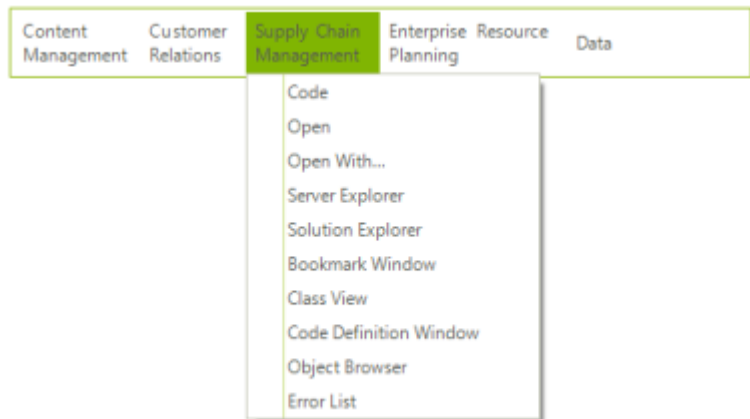 Content Management
Customer Relations
Supply Chain Management
Enterprise Resource Planning
Data
Code
Open
Open With...
Server Explorer
Solution Explorer
Bookmark Window
Class View
Code Definition Window
Object Browser
Error List